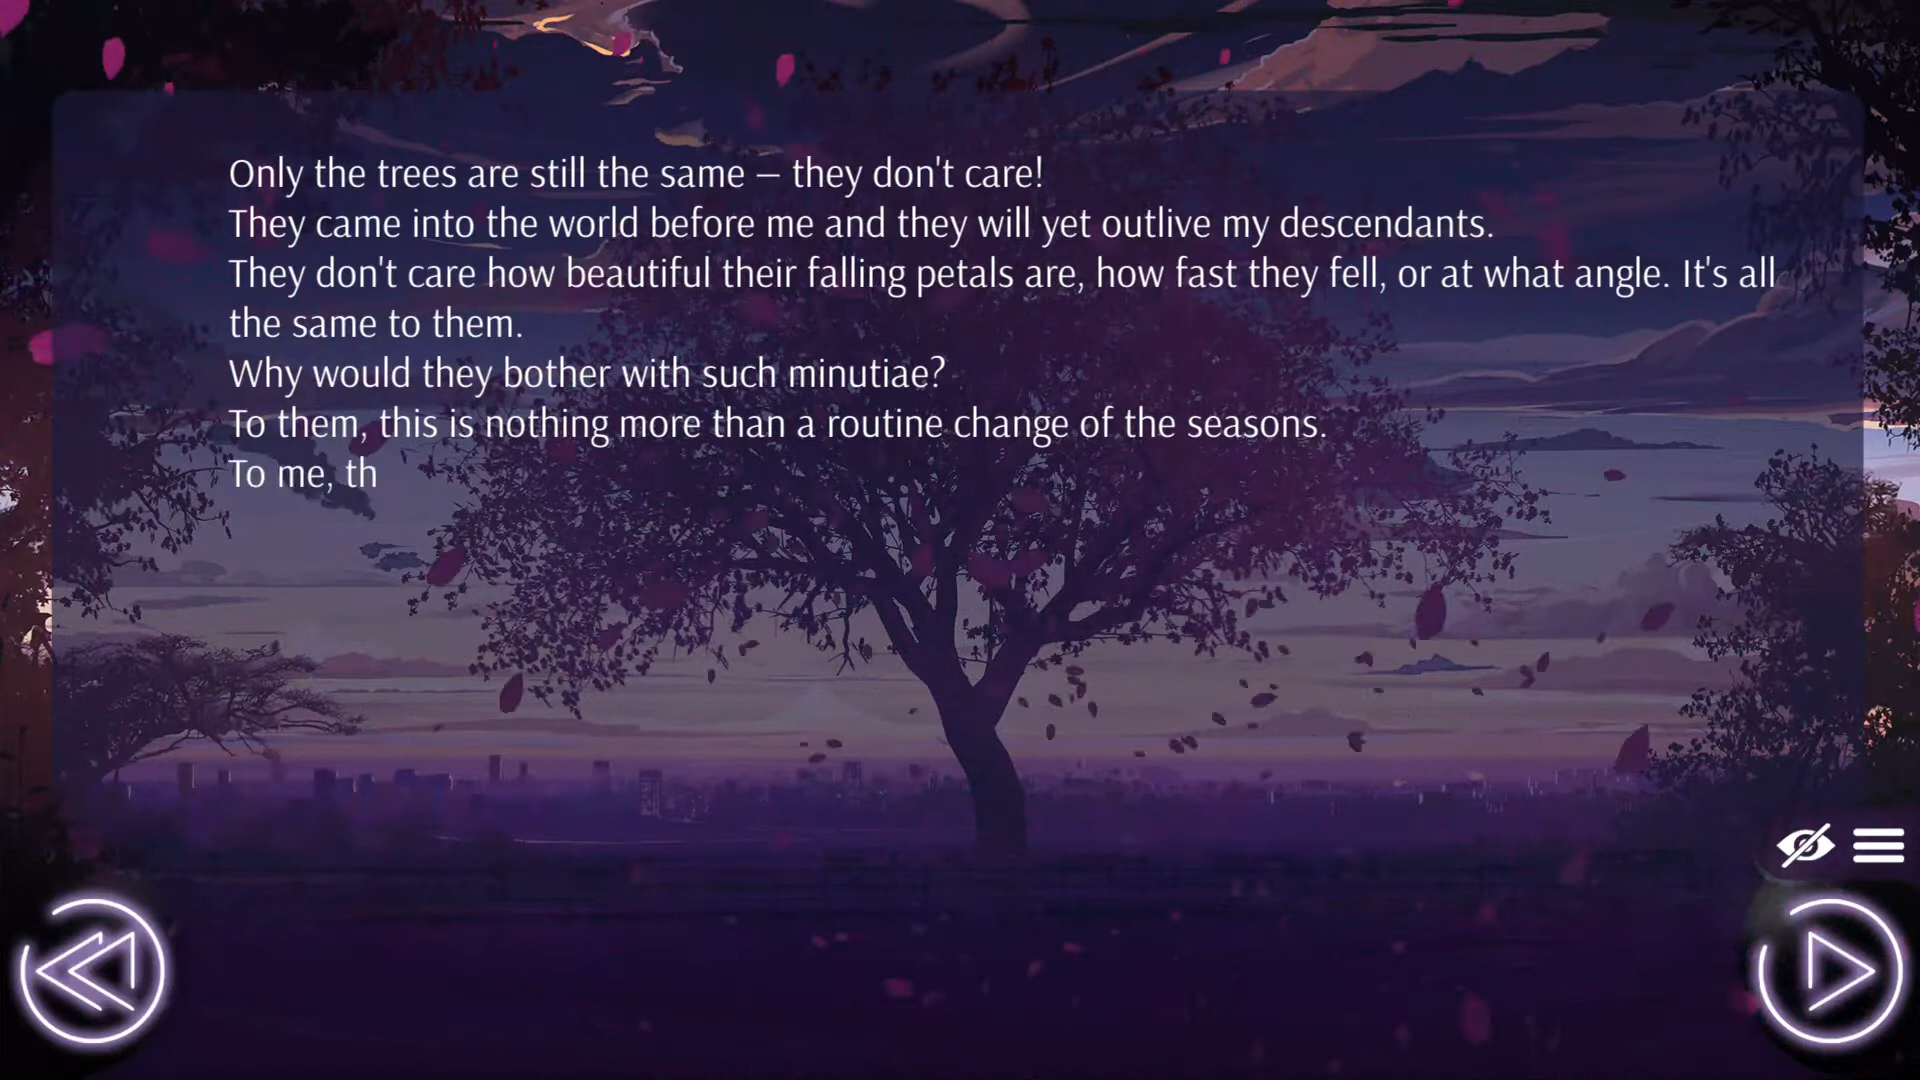 Only the trees are still the same – they don't care!
They came into the world before me and they will yet outlive my descendants.
They don't care how beautiful their falling petals are, how fast they fell, or at what angle. It's all
the same to them.
Why would they bother with such minutiae?
To them, this is nothing more than a routine change of the seasons.
To me, th